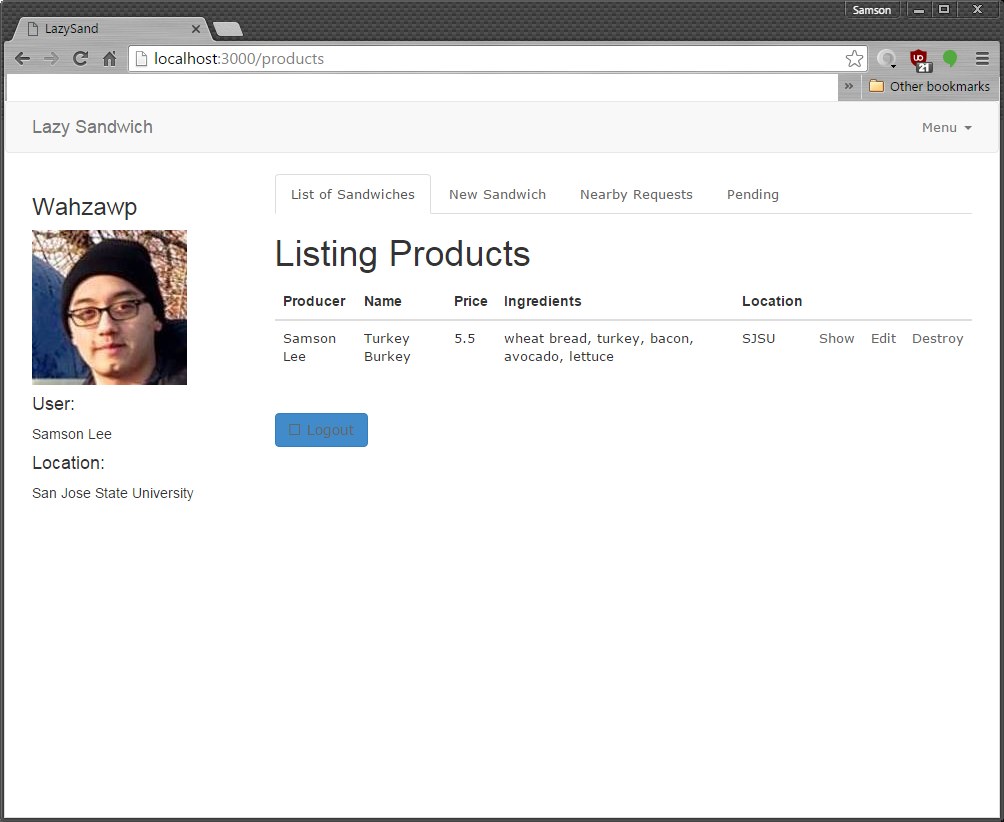 Samson
LazySand
localhost:3000/products
21
» Other bookmarks
Lazy Sandwich Menu
Wahzawp
List of Sandwiches New Sandwich Nearby Requests Pending
Listing Products
Producer Name Price Ingredients Location
Samson Turkey 5.5 wheat bread, turkey, bacon, SJSU Show Edit Destroy
Lee Burkey avocado, lettuce
Logout
User:
Samson Lee
Location:
San Jose State University